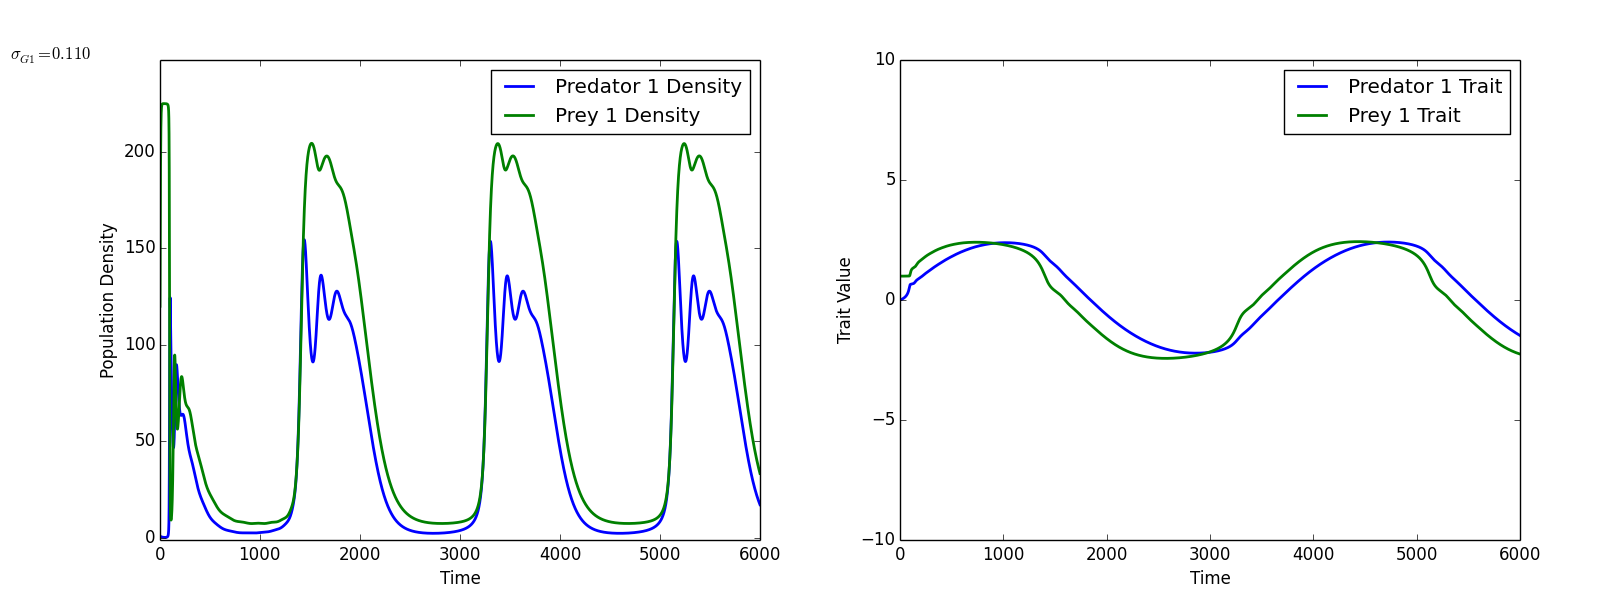 σ_G1=0.110
Predator 1 Density
Prey 1 Density
200
150
100
50
0
Population Density
0 1000 2000 3000 4000 5000 6000
Time
Predator 1 Trait
Prey 1 Trait
10
5
0
−5
−10
Trait Value
0 1000 2000 3000 4000 5000 6000
Time